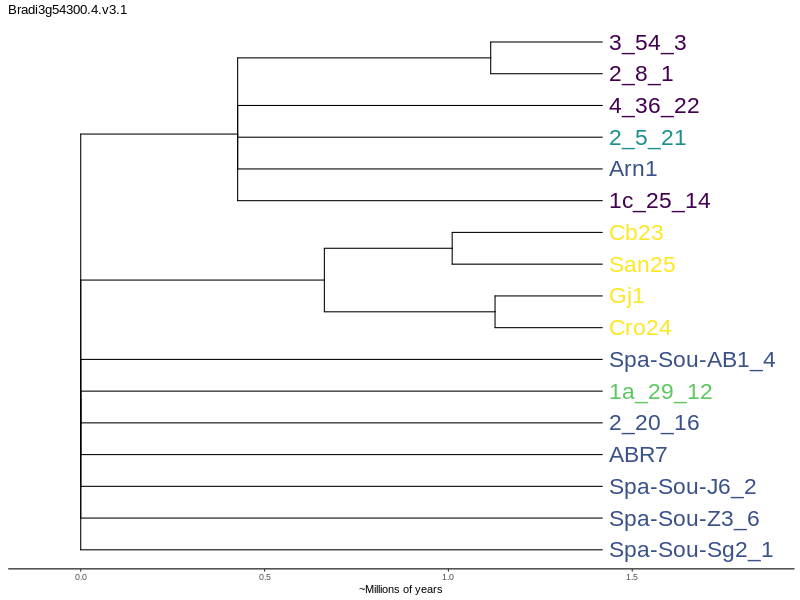 Bradi3g54300.4.v3.1
3_54_3
2_8_1
4_36_22
2_5_21
Arn1
1c_25_14
Cb23
San25
Gj1
Cro24
Spa-Sou-AB1_4
1a_29_12
2_20_16
ABR7
Spa-Sou-J6_2
Spa-Sou-Z3_6
Spa-Sou-Sg2_1
0.0 0.5 1.0 1.5
~Millions of years